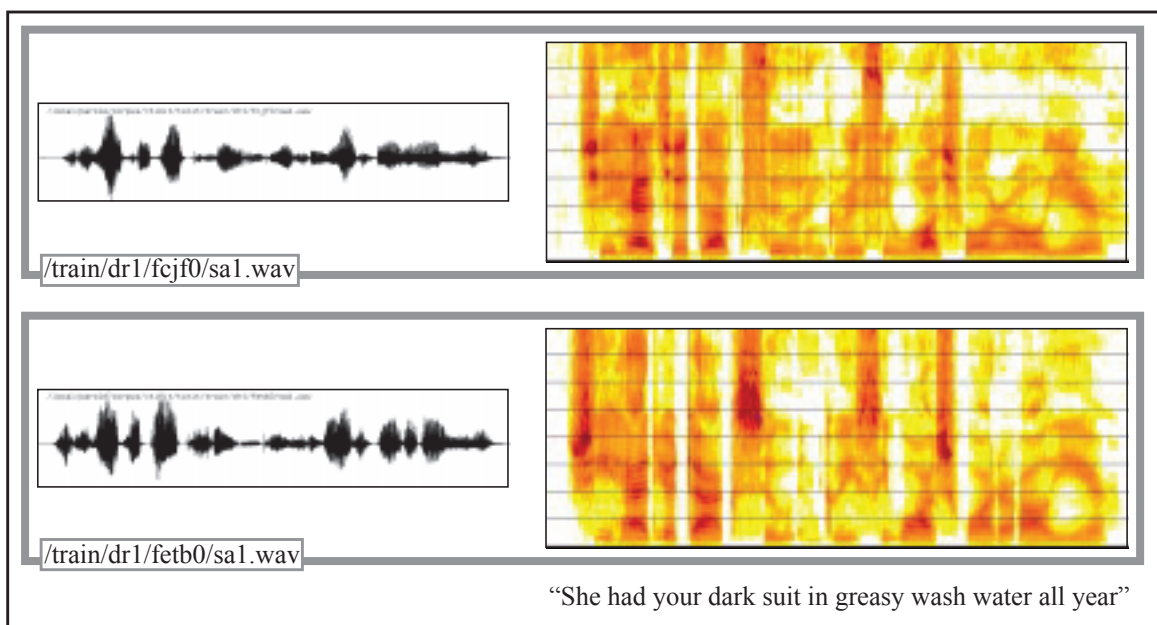 /train/dr1/fcjf0/sa1.wav
/train/dr1/fetb0/sa1.wav
“She had your dark suit in greasy wash water all year”